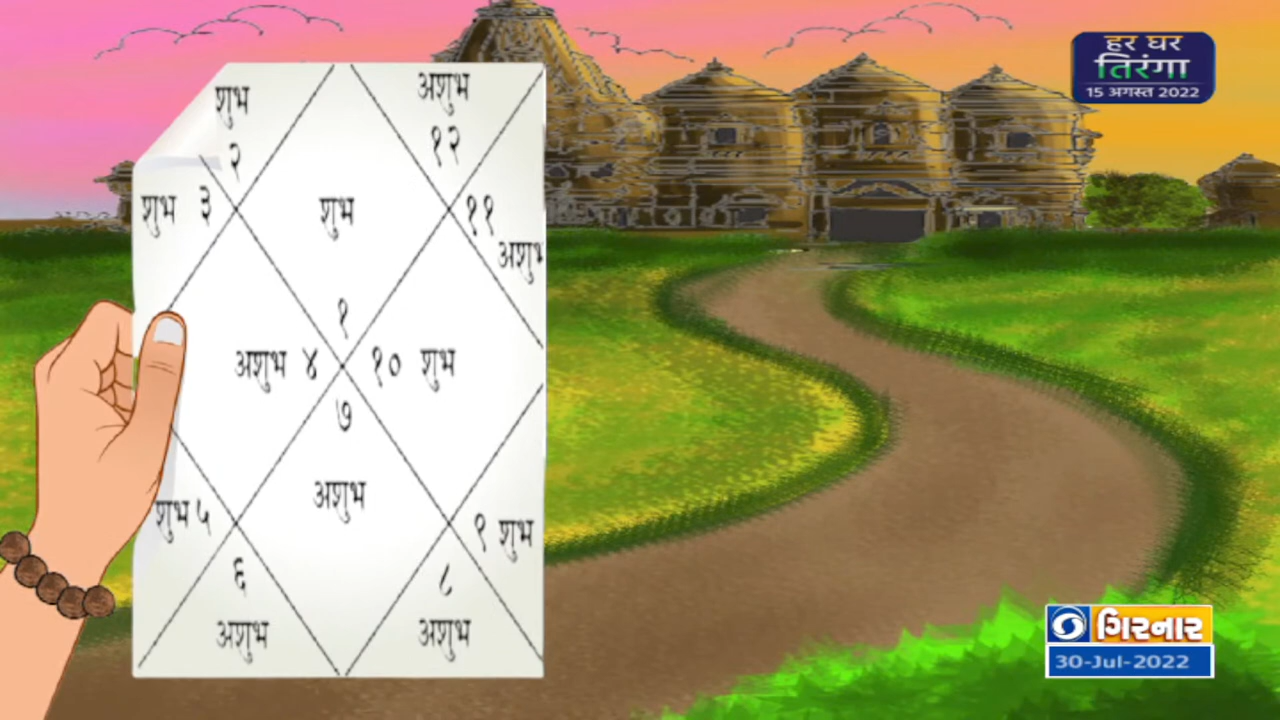 शुभ
२
अशुभ
१२
हर घर
तिरंगा
15 अगस्त 2022
शुभ ३
शुभ
११
अशुभ
१
अशुभ ४
१० शुभ
७
अशुभ
शुभ ५
९ शुभ
६
अशुभ
८
अशुभ
ગિરનાર
30-Jul-2022